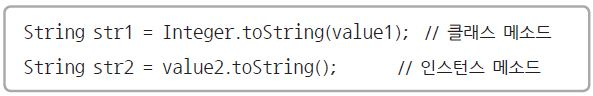 String str1 = Integer.toString(value1); // 클래스 메소드
String str2 = value2.toString(); // 인스턴스 메소드